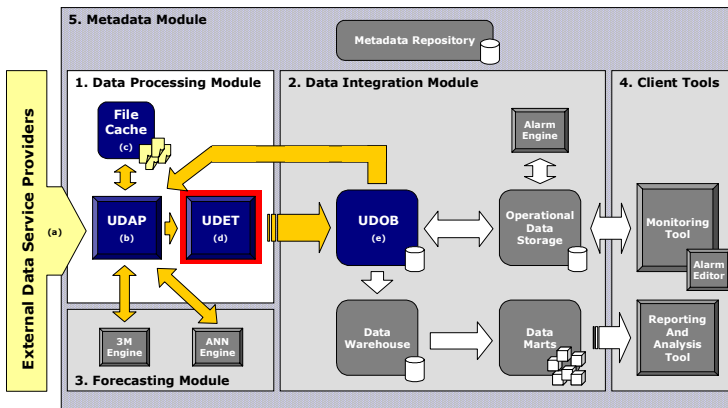 5. Metadata Module
Metadata Repository
External Data Service Providers
(a)
1. Data Processing Module
File
Cache
(c)
UDAP
(b)
UDET
(d)
2. Data Integration Module
Alarm
Engine
UDOB
(e)
Operational
Data
Storage
Data
Warehouse
Data
Marts
4. Client Tools
Monitoring
Tool
Alarm
Editor
Reporting
And
Analysis
Tool
3M
Engine
ANN
Engine
3. Forecasting Module